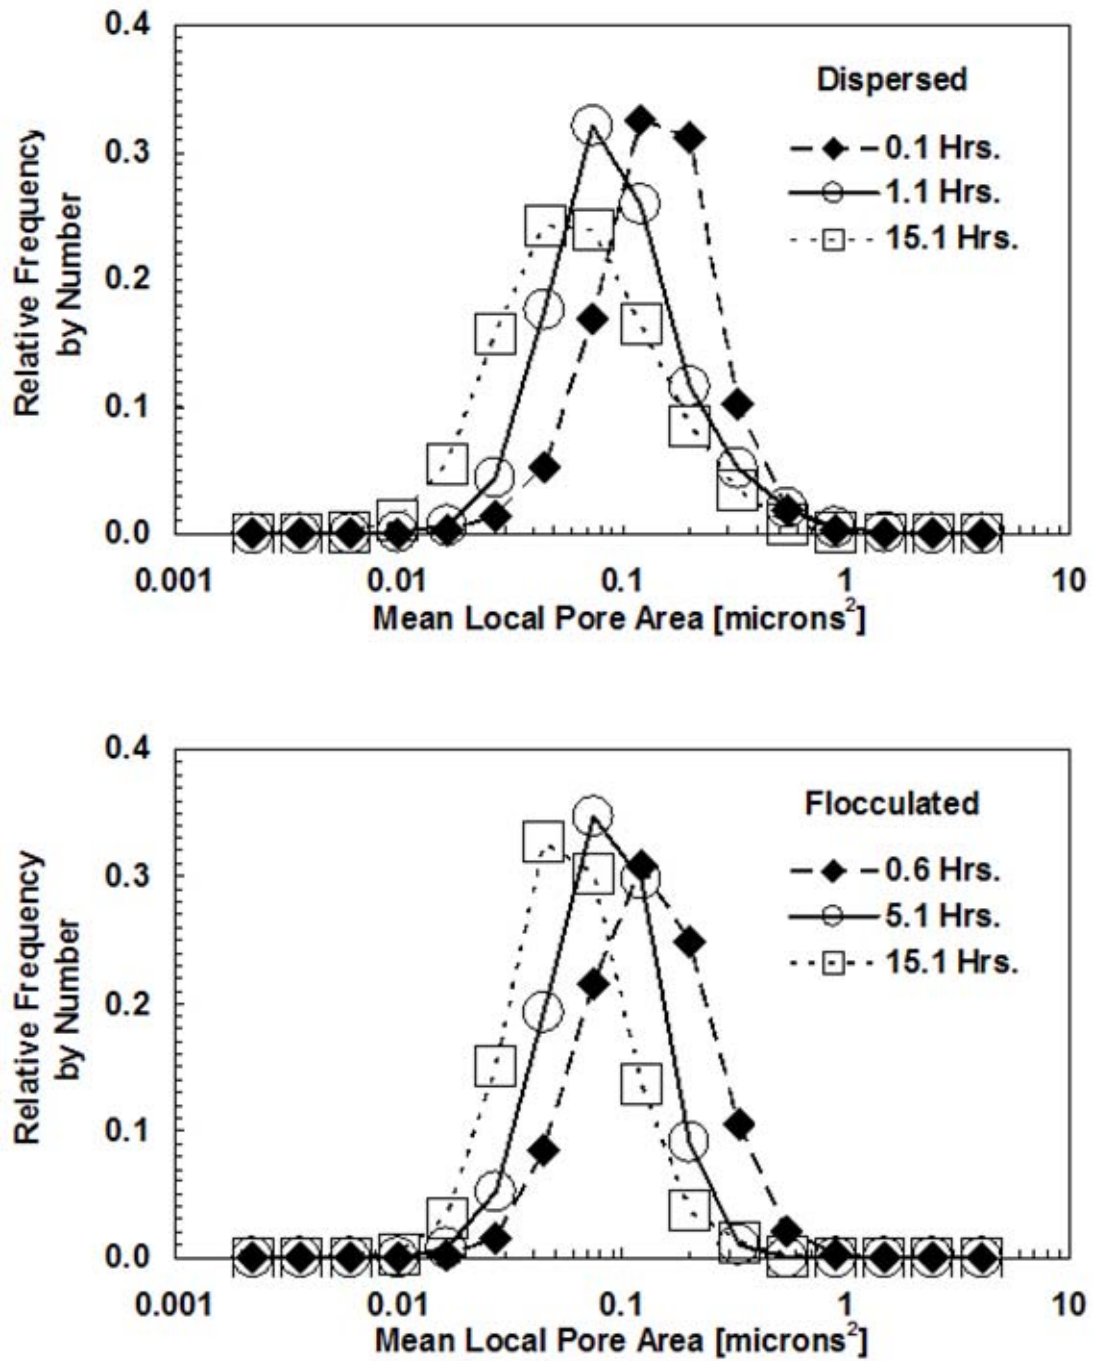 0.4
Dispersed
0.3
0.1 Hrs.
1.1 Hrs.
15.1 Hrs.
0.2
0.1
0.0
Relative Frequency
by Number
0.001 0.01 0.1 1 10
Mean Local Pore Area [microns²]
0.4
Flocculated
0.3
0.6 Hrs.
5.1 Hrs.
15.1 Hrs.
0.2
0.1
0.0
Relative Frequency
by Number
0.001 0.01 0.1 1 10
Mean Local Pore Area [microns²]